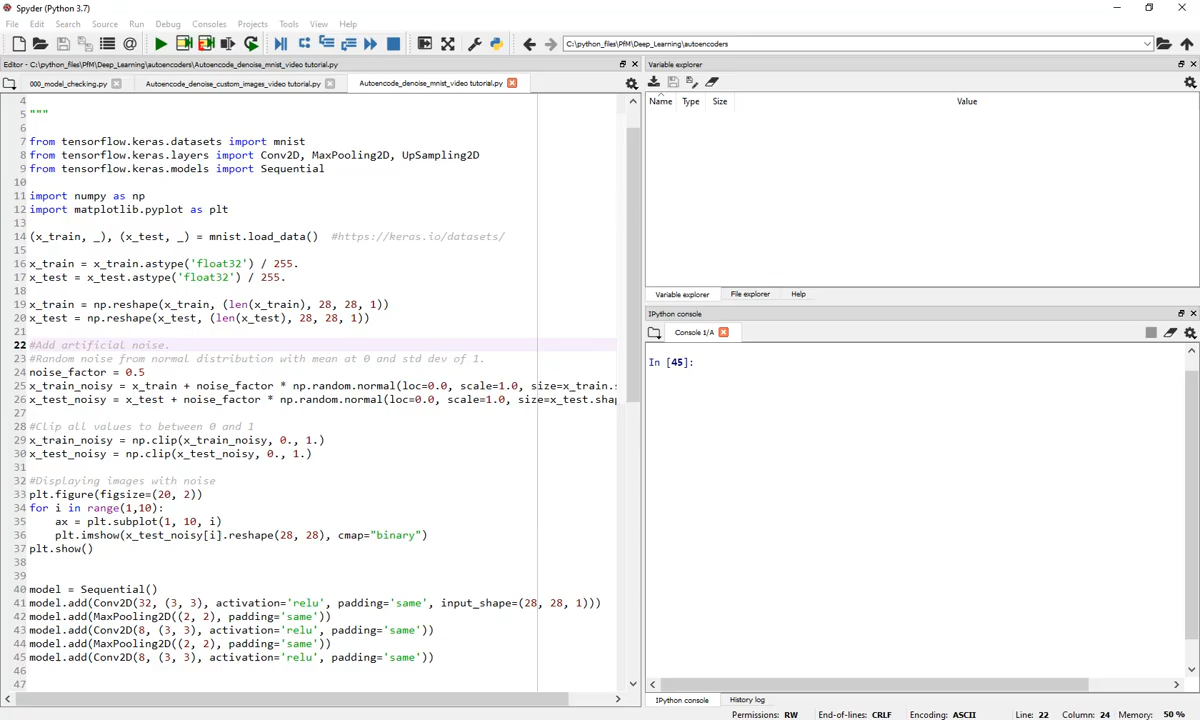 Spyder (Python 3.7)
File Edit Search Source Run Debug Consoles Projects Tools View Help
C:\python_files\PfM\Deep_Learning\autoencoders
Editor - C:\python_files\PfM\Deep_Learning\autoencoders\Autoencode_denoise_mnist_video tutorial.py
000_model_checking.py Autoencode_denoise_custom_images_video tutorial.py Autoencode_denoise_mnist_video tutorial.py
4
5 """
6
7 from tensorflow.keras.datasets import mnist
8 from tensorflow.keras.layers import Conv2D, MaxPooling2D, UpSampling2D
9 from tensorflow.keras.models import Sequential
10
11 import numpy as np
12 import matplotlib.pyplot as plt
13
14 (x_train, _), (x_test, _) = mnist.load_data()  #https://keras.io/datasets/
15
16 x_train = x_train.astype('float32') / 255.
17 x_test = x_test.astype('float32') / 255.
18
19 x_train = np.reshape(x_train, (len(x_train), 28, 28, 1))
20 x_test = np.reshape(x_test, (len(x_test), 28, 28, 1))
21
22 #Add artificial noise.
23 #Random noise from normal distribution with mean at 0 and std dev of 1.
24 noise_factor = 0.5
25 x_train_noisy = x_train + noise_factor * np.random.normal(loc=0.0, scale=1.0, size=x_train.s
26 x_test_noisy = x_test + noise_factor * np.random.normal(loc=0.0, scale=1.0, size=x_test.shap
27
28 #Clip all values to between 0 and 1
29 x_train_noisy = np.clip(x_train_noisy, 0., 1.)
30 x_test_noisy = np.clip(x_test_noisy, 0., 1.)
31
32 #Displaying images with noise
33 plt.figure(figsize=(20, 2))
34 for i in range(1,10):
35     ax = plt.subplot(1, 10, i)
36     plt.imshow(x_test_noisy[i].reshape(28, 28), cmap="binary")
37 plt.show()
38
39
40 model = Sequential()
41 model.add(Conv2D(32, (3, 3), activation='relu', padding='same', input_shape=(28, 28, 1)))
42 model.add(MaxPooling2D((2, 2), padding='same'))
43 model.add(Conv2D(8, (3, 3), activation='relu', padding='same'))
44 model.add(MaxPooling2D((2, 2), padding='same'))
45 model.add(Conv2D(8, (3, 3), activation='relu', padding='same'))
46
47
Variable explorer
Name Type Size Value
Variable explorer File explorer Help
IPython console
Console 1/A
In [45]:
IPython console History log
Permissions: RW End-of-lines: CRLF Encoding: ASCII Line: 22 Column: 24 Memory: 50 %